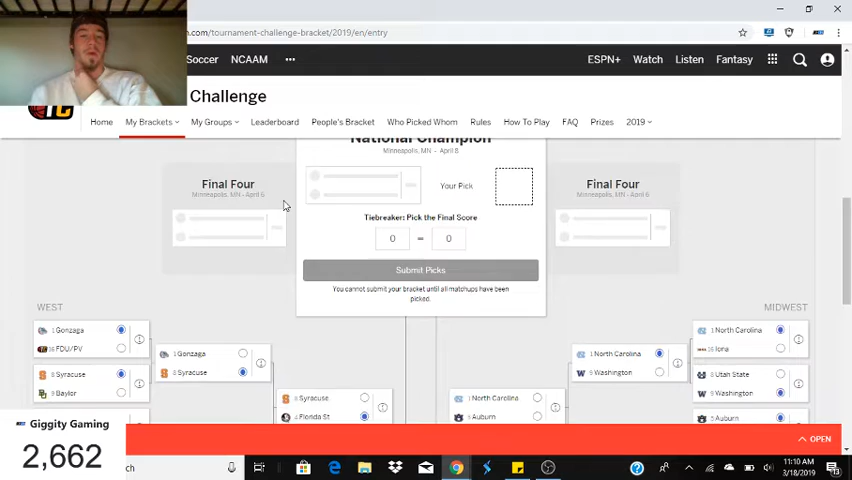 com/tournament-challenge-bracket/2019/en/entry
Soccer NCAAM ••• ESPN+ Watch Listen Fantasy
Challenge
Home My Brackets My Groups Leaderboard People's Bracket Who Picked Whom Rules How To Play FAQ Prizes 2019
National Champion
Minneapolis, MN - April 8
Final Four
Minneapolis, MN - April 6
Your Pick
Final Four
Minneapolis, MN - April 6
Tiebreaker: Pick the Final Score
0 = 0
Submit Picks
You cannot submit your bracket until all matchups have been
picked.
WEST
MIDWEST
1 Gonzaga
16 FDU/PV
8 Syracuse
9 Baylor
1 Gonzaga
8 Syracuse
8 Syracuse
4 Florida St
1 North Carolina
5 Auburn
1 North Carolina
9 Washington
1 North Carolina
16 Iona
8 Utah State
9 Washington
5 Auburn
Giggity Gaming
2,662
OPEN
rch
11:10 AM
3/18/2019